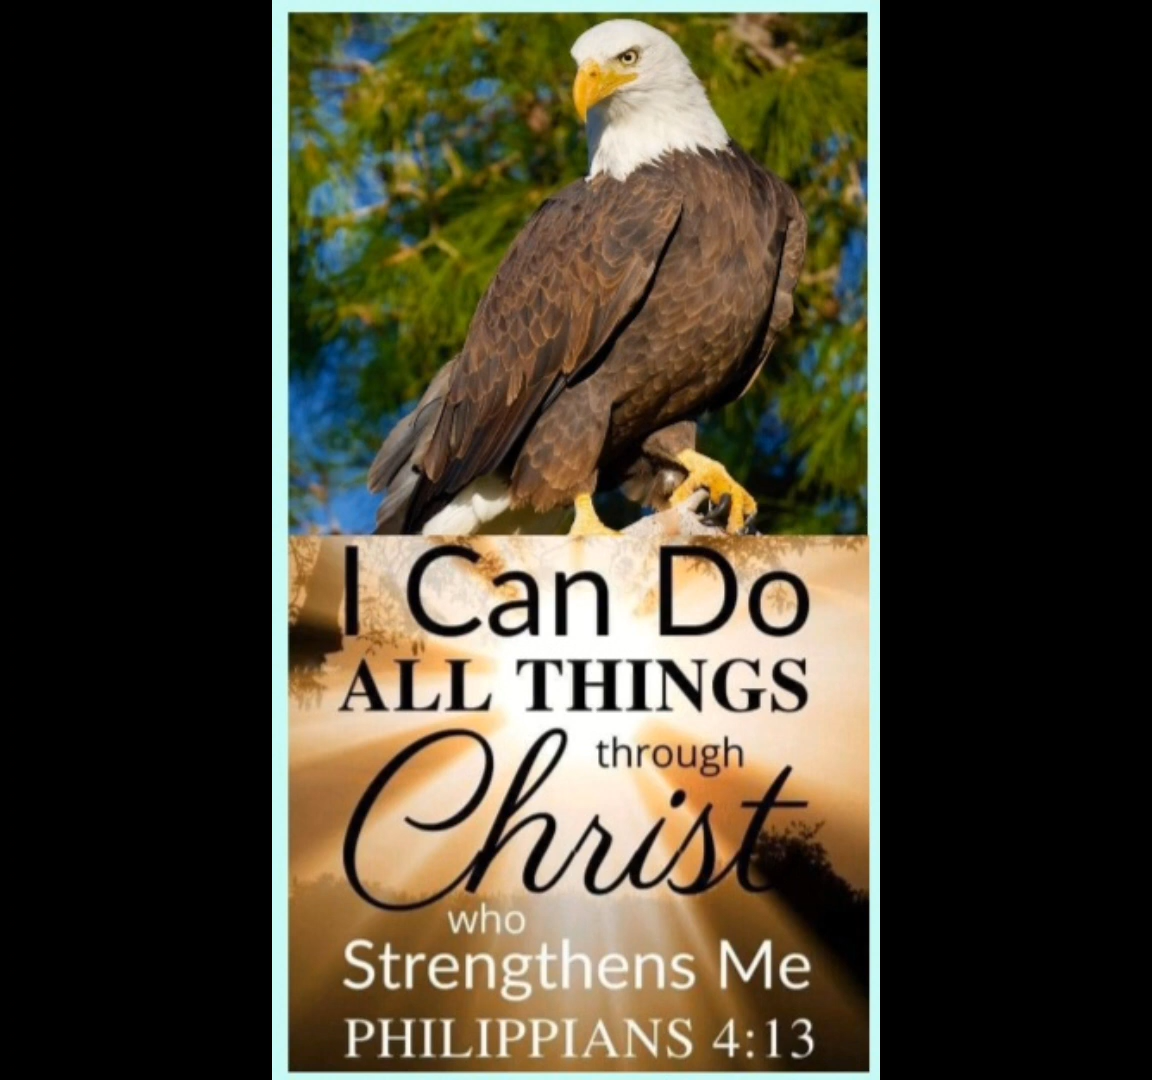 I Can Do
ALL THINGS
through
Christ
who
Strengthens Me
PHILIPPIANS 4:13